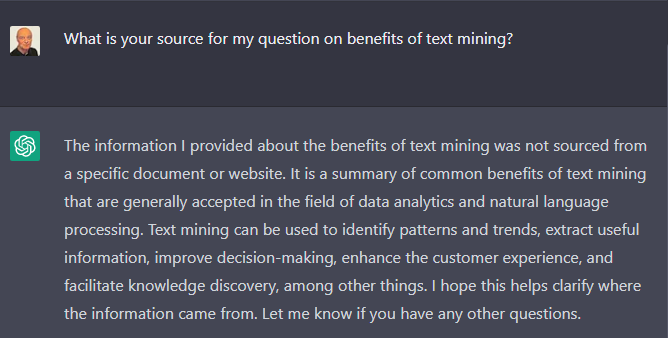 What is your source for my question on benefits of text mining?
The information I provided about the benefits of text mining was not sourced from
a specific document or website. It is a summary of common benefits of text mining
that are generally accepted in the field of data analytics and natural language
processing. Text mining can be used to identify patterns and trends, extract useful
information, improve decision-making, enhance the customer experience, and
facilitate knowledge discovery, among other things. I hope this helps clarify where
the information came from. Let me know if you have any other questions.